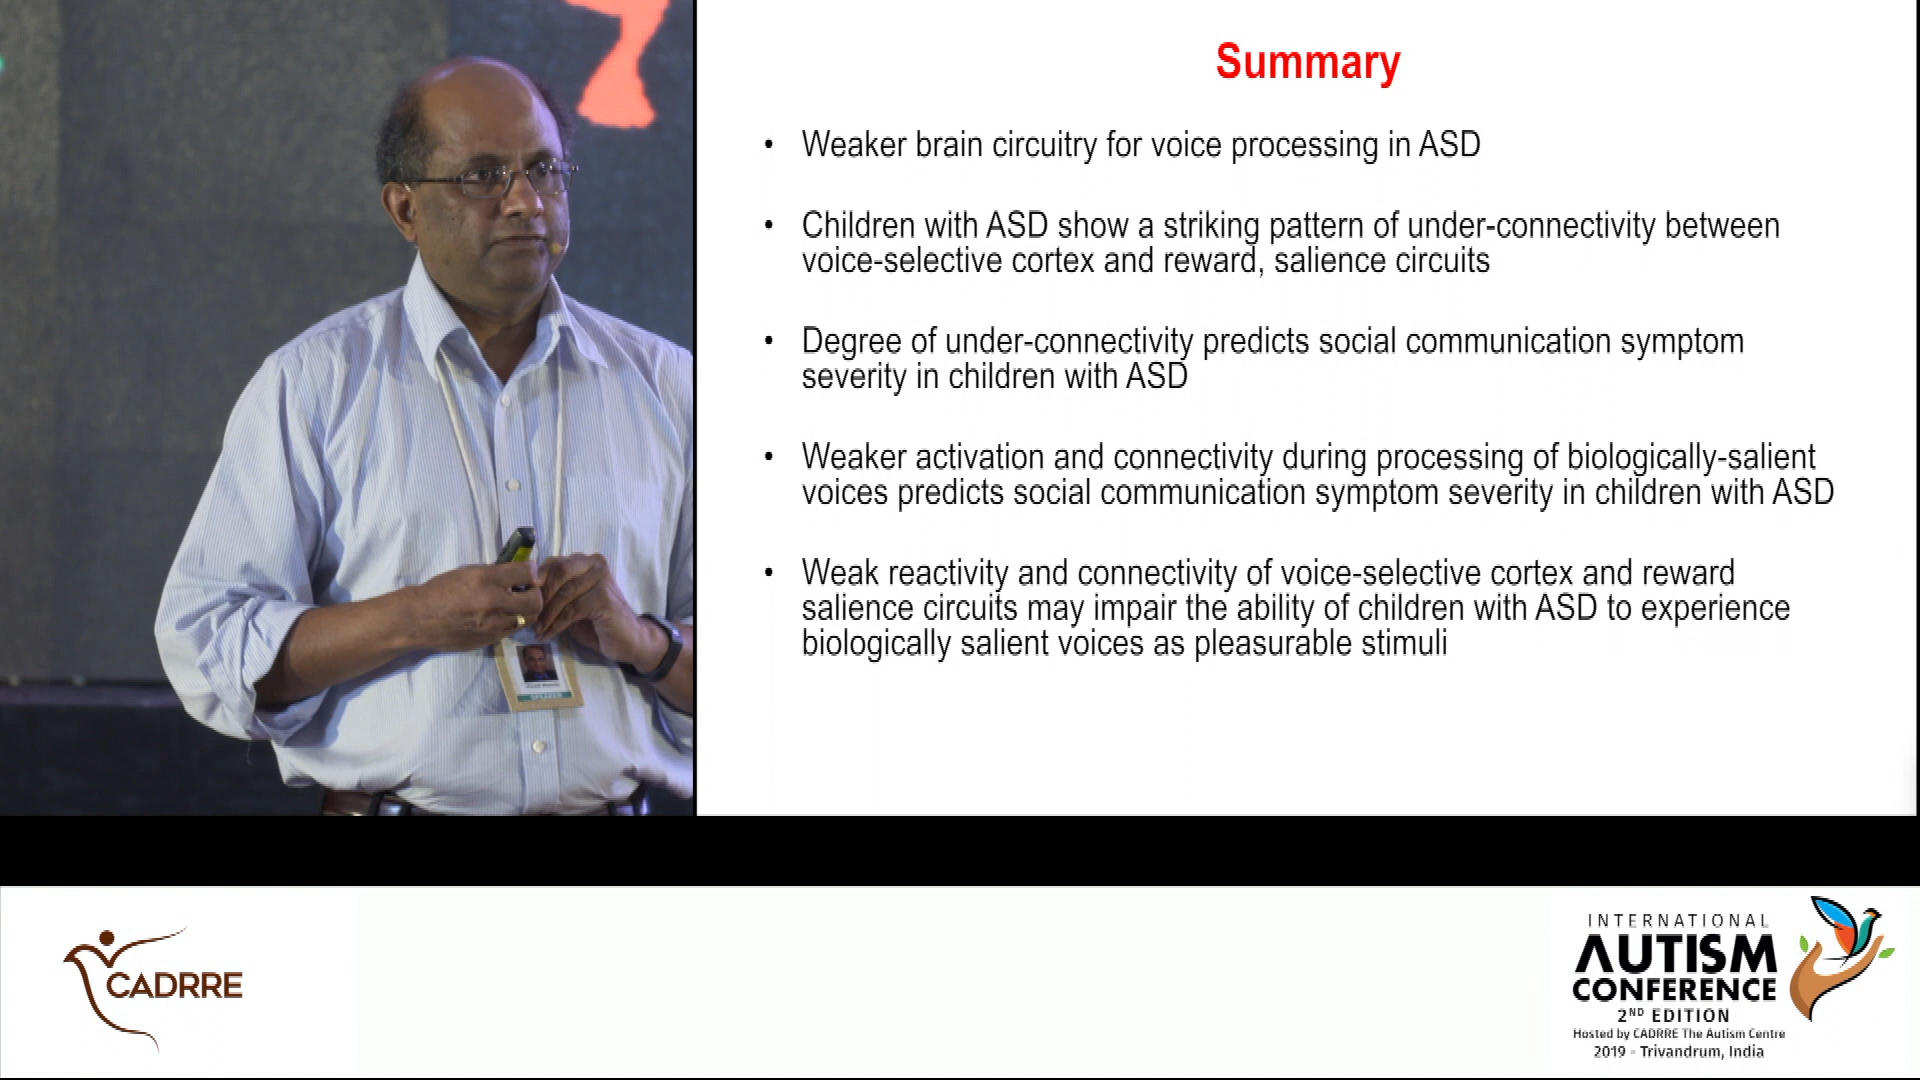 Summary
• Weaker brain circuitry for voice processing in ASD
• Children with ASD show a striking pattern of under-connectivity between
voice-selective cortex and reward, salience circuits
• Degree of under-connectivity predicts social communication symptom
severity in children with ASD
• Weaker activation and connectivity during processing of biologically-salient
voices predicts social communication symptom severity in children with ASD
• Weak reactivity and connectivity of voice-selective cortex and reward
salience circuits may impair the ability of children with ASD to experience
biologically salient voices as pleasurable stimuli
SPEAKER
CADRRE
INTERNATIONAL
AUTISM
CONFERENCE
2ND EDITION
Hosted by CADRRE The Autism Centre
2019 - Trivandrum, India